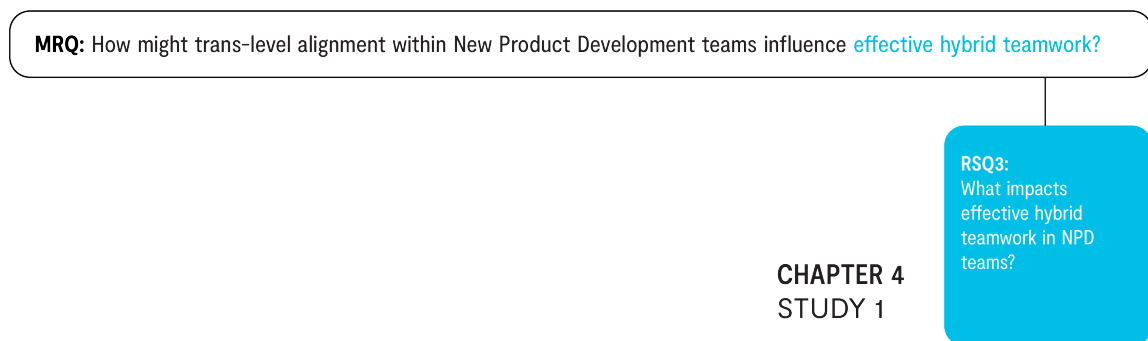 MRQ: How might trans-level alignment within New Product Development teams influence effective hybrid teamwork?
RSQ3:
What impacts
effective hybrid
teamwork in NPD
teams?
CHAPTER 4
STUDY 1